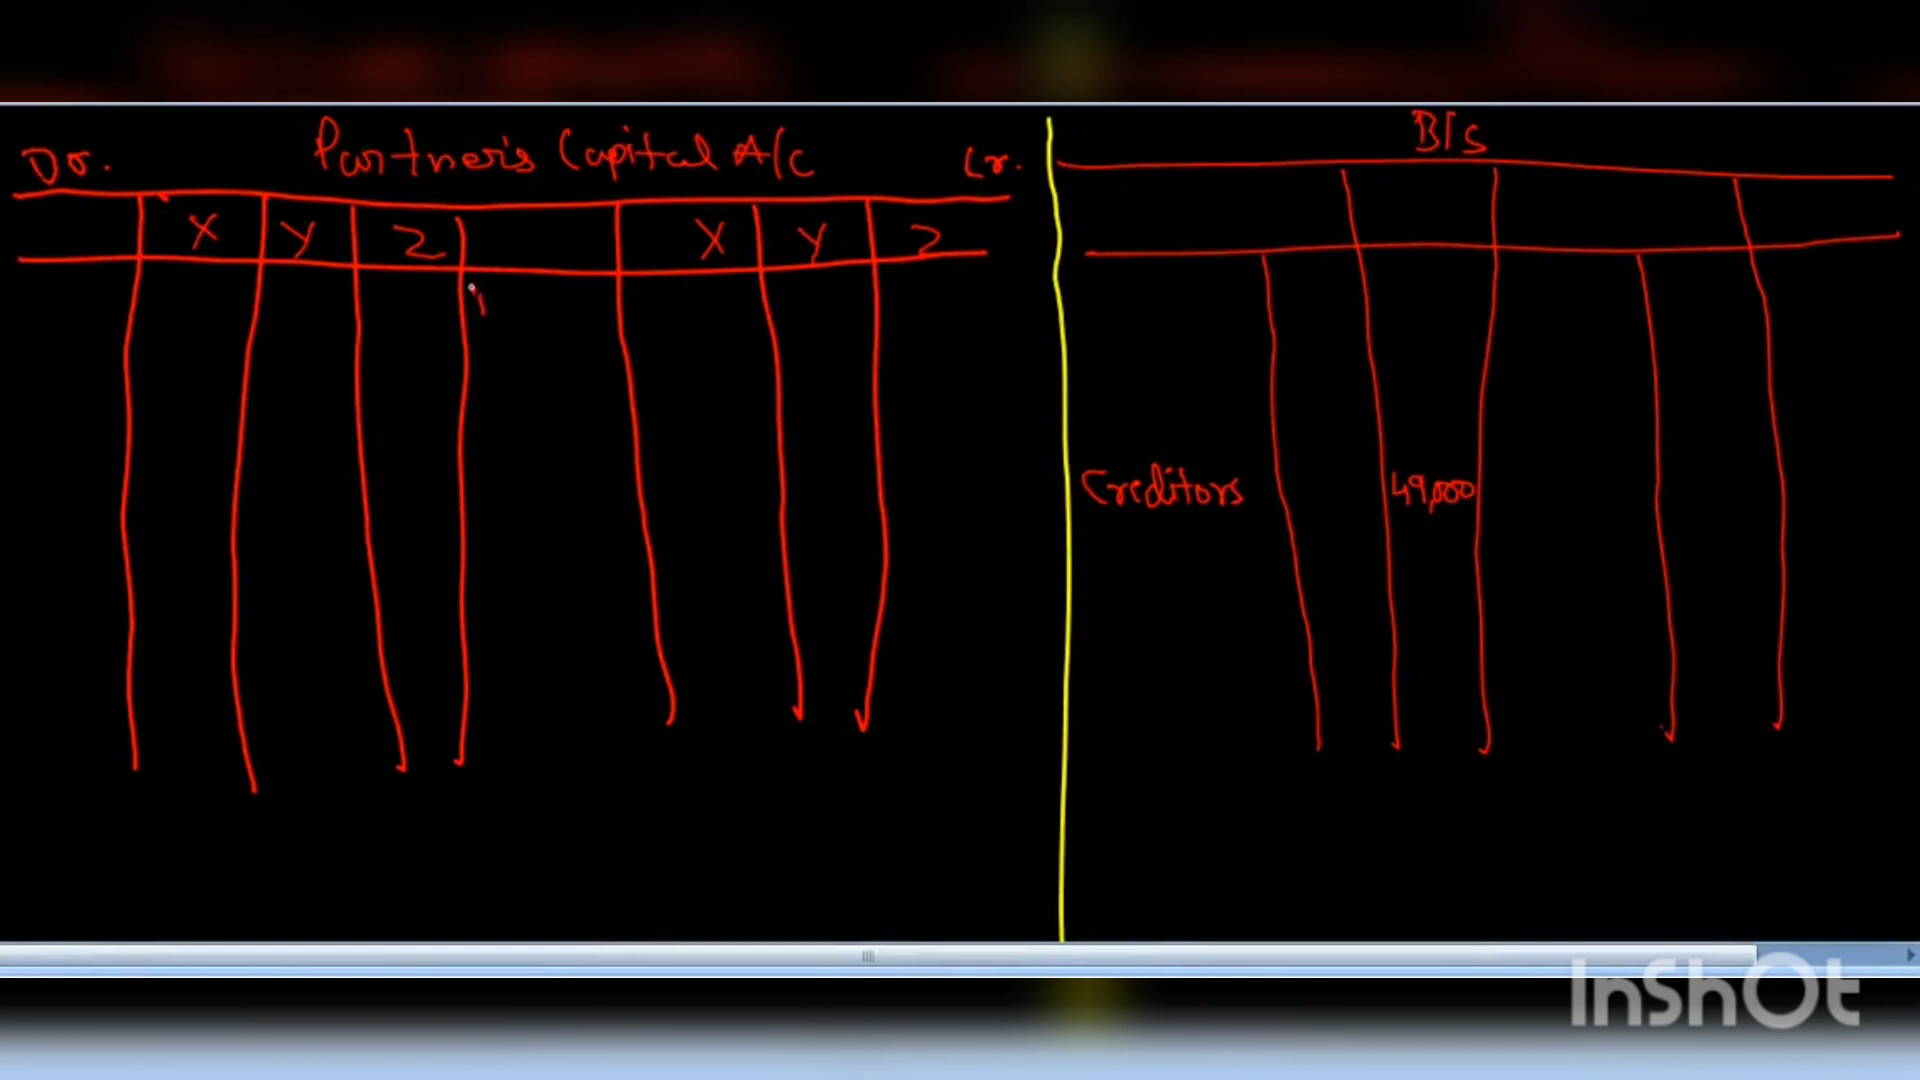 Dr. Partner's Capital A/c Cr.
X Y Z X Y Z
B/s
Creditors 49,000
InShOt